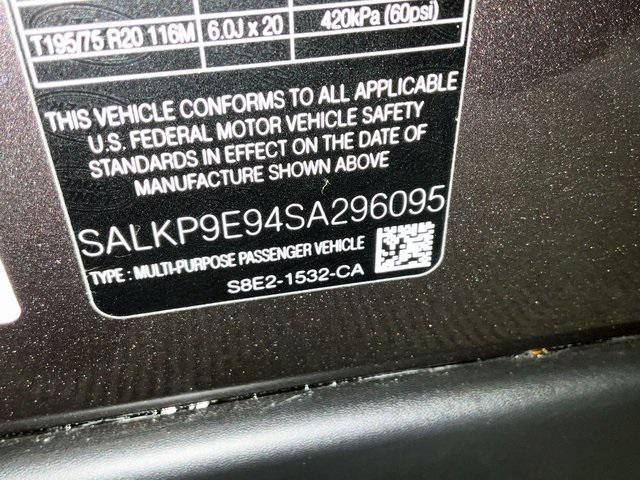 420kPa (60psi)
T195/75 R20 116M 6.0J x 20
THIS VEHICLE CONFORMS TO ALL APPLICABLE
U.S. FEDERAL MOTOR VEHICLE SAFETY
STANDARDS IN EFFECT ON THE DATE OF
MANUFACTURE SHOWN ABOVE
SALKP9E94SA296095
TYPE : MULTI-PURPOSE PASSENGER VEHICLE
S8E2-1532-CA